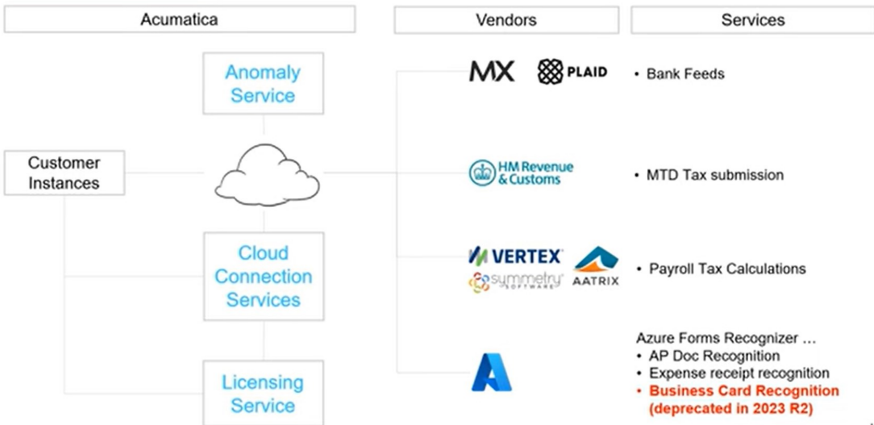 Acumatica
Vendors
Services
Anomaly
Service
MX
PLAID
• Bank Feeds
Customer
Instances
HM Revenue
& Customs
• MTD Tax submission
Cloud
Connection
Services
VERTEX
symmetry
SOFTWARE
AATRIX
• Payroll Tax Calculations
Licensing
Service
Azure Forms Recognizer ...
• AP Doc Recognition
• Expense receipt recognition
• Business Card Recognition
(deprecated in 2023 R2)